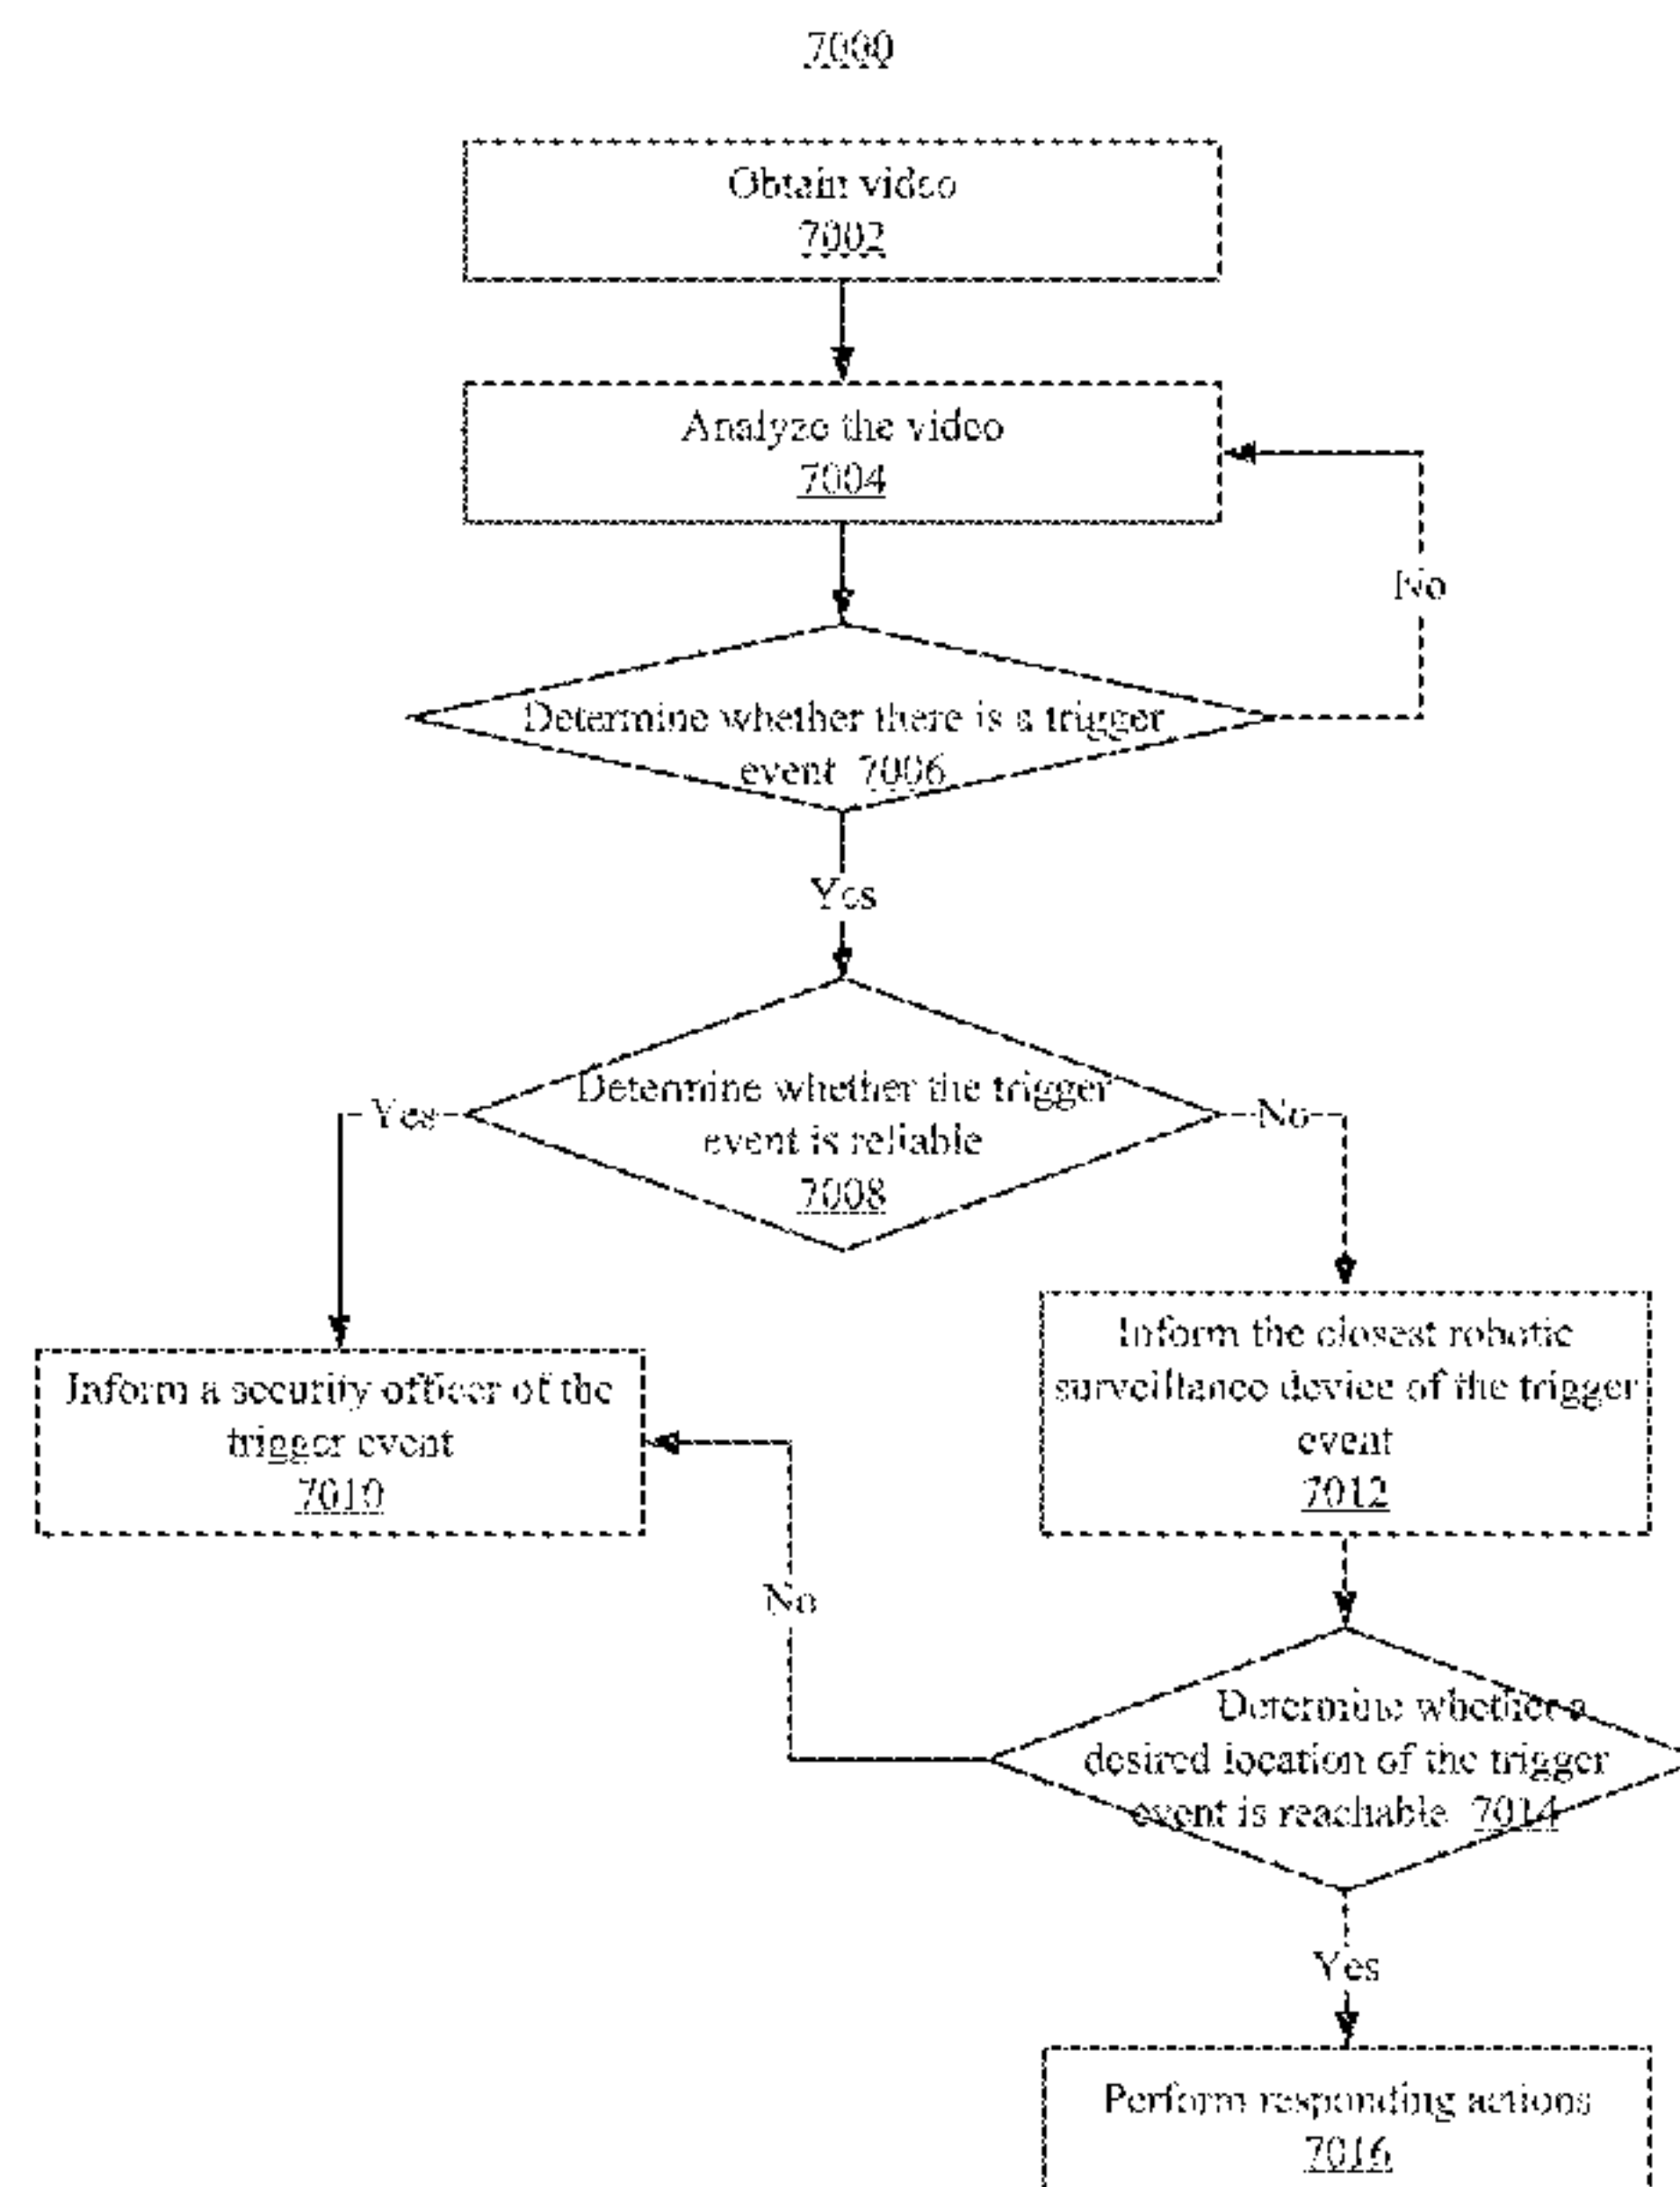 7000
Obtain video
7002
Analyze the video
7004
No
Determine whether there is a trigger
event 7006
Yes
Determine whether the trigger
event is reliable
7008
Yes
No
Inform a security officer of the
trigger event
7010
Inform the closest robotic
surveillance device of the trigger
event
7012
No
Determine whether a
desired location of the trigger
event is reachable 7014
Yes
Perform responding actions
7016